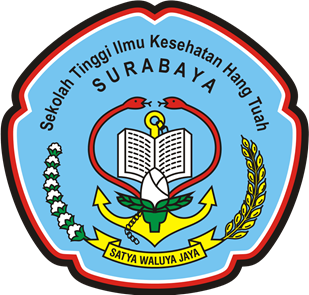 Sekolah Tinggi Ilmu Kesehatan Hang Tuah
SURABAYA
SATYA WALUYA JAYA